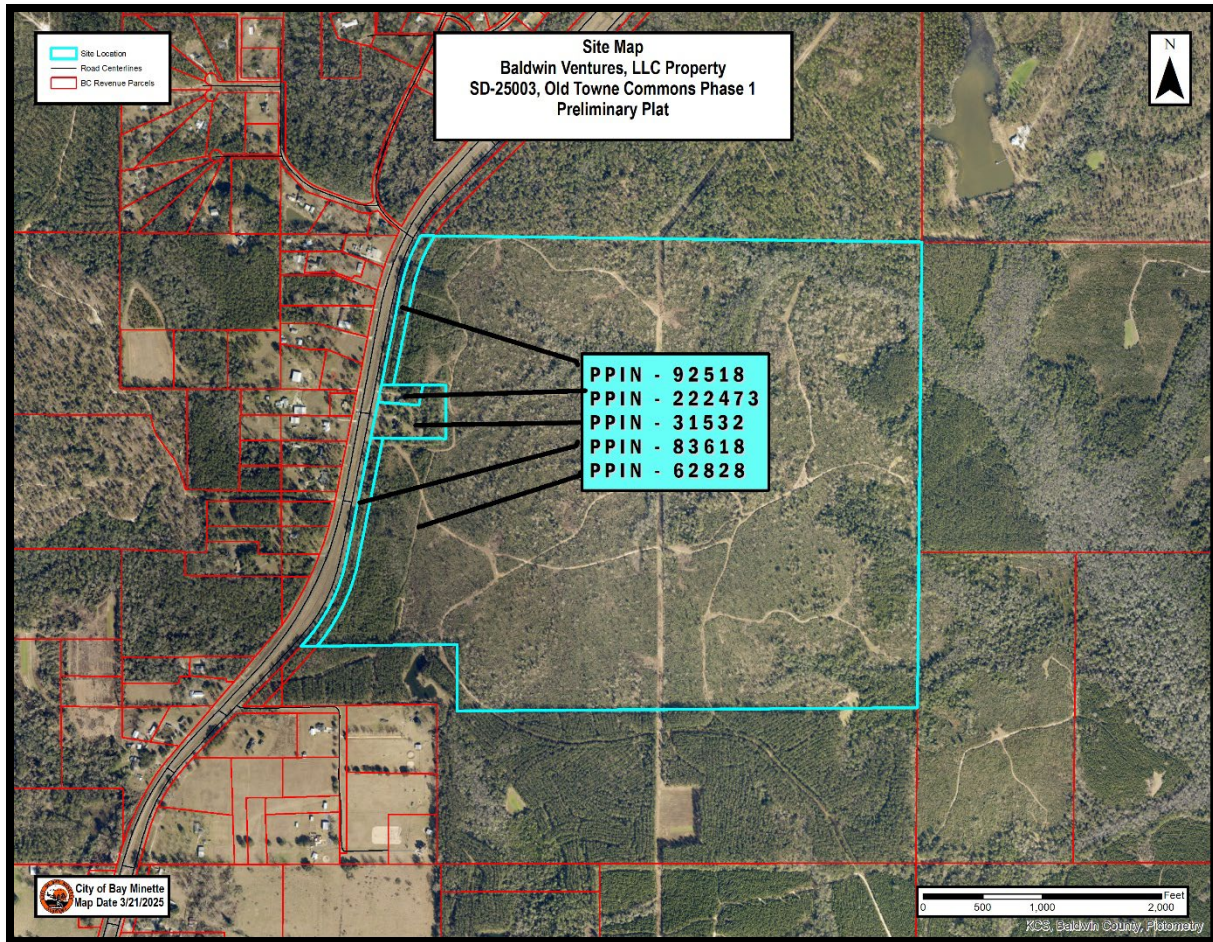 Site Location
Road Centerlines
BC Revenue Parcels
Site Map
Baldwin Ventures, LLC Property
SD-25003, Old Towne Commons Phase 1
Preliminary Plat
N
PPIN - 92518
PPIN - 222473
PPIN - 31532
PPIN - 83618
PPIN - 62828
City of Bay Minette
Map Date 3/21/2025
Feet
0 500 1,000 2,000
KCS, Baldwin County, Pictometry